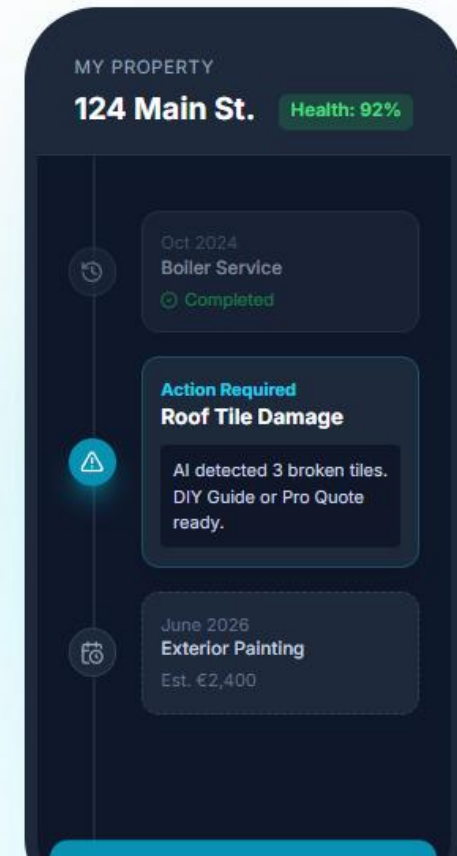 MY PROPERTY
124 Main St.
Health: 92%
Oct 2024
Boiler Service
Completed
Action Required
Roof Tile Damage
AI detected 3 broken tiles.
DIY Guide or Pro Quote
ready.
June 2026
Exterior Painting
Est. €2,400